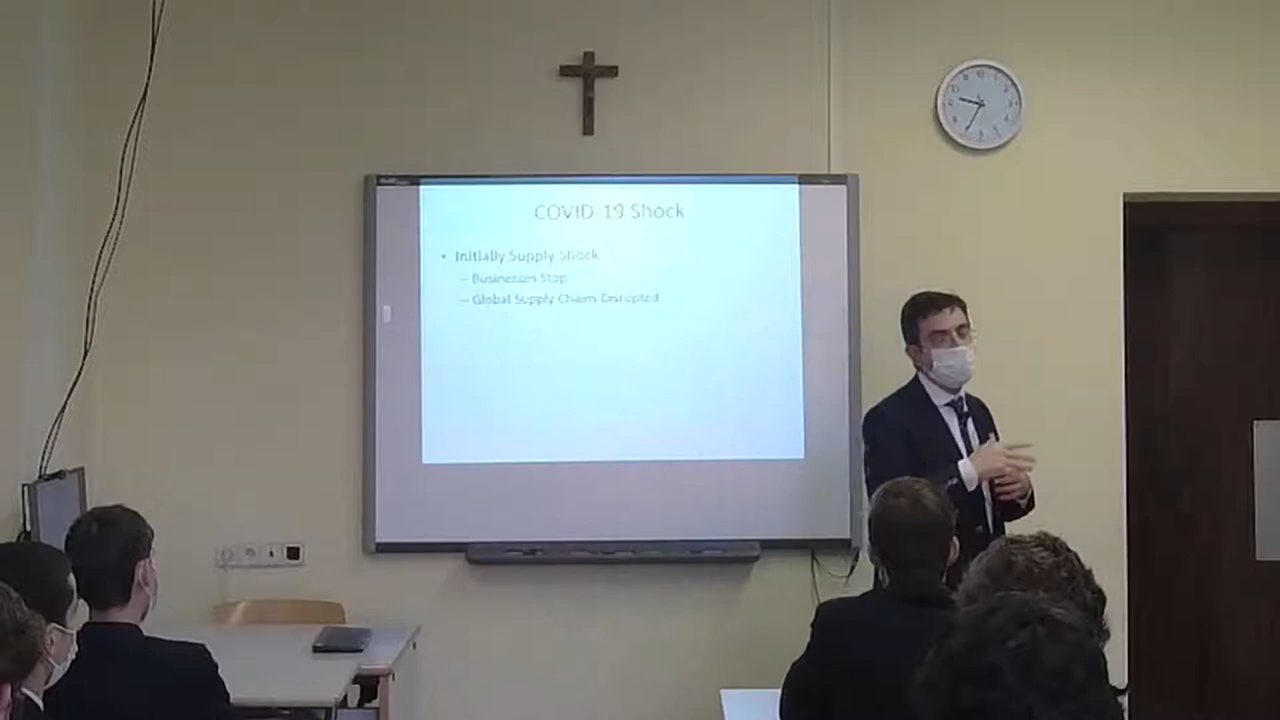 COVID-19 Shock
• Initially Supply Shock
– Businesses Stop
– Global Supply Chains Disrupted